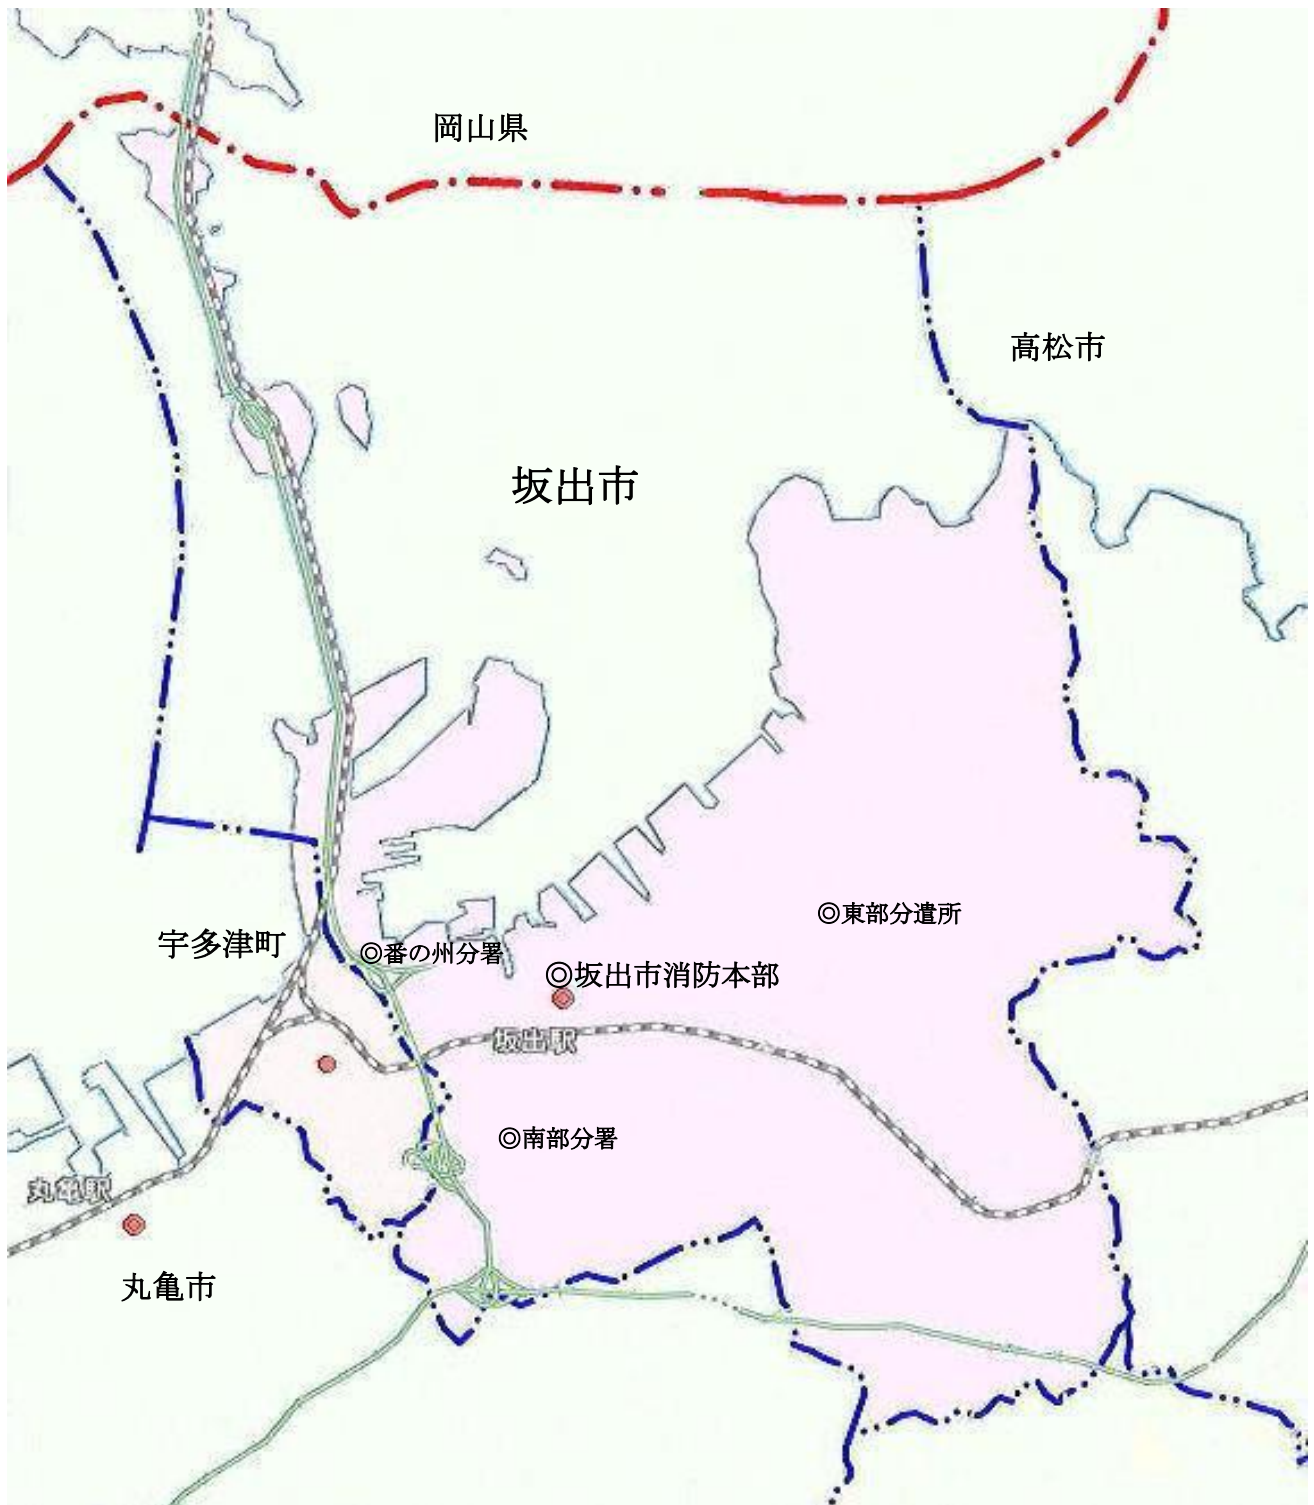 岡山県
高松市
坂出市
◎東部分遣所
宇多津町
◎番の州分署
◎坂出市消防本部
坂出駅
◎南部分署
丸亀駅
丸亀市